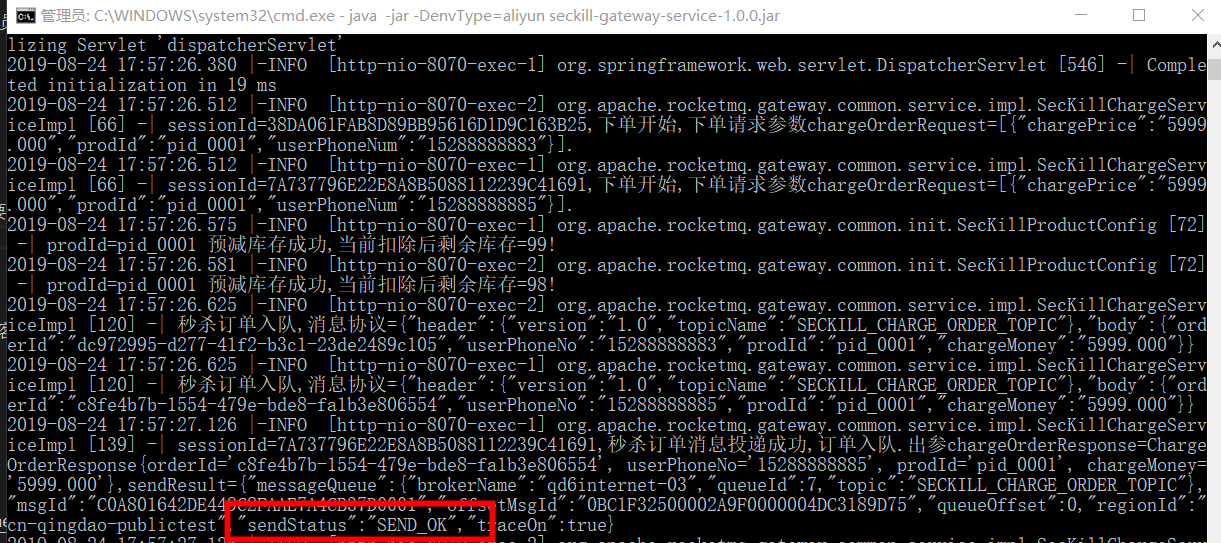 管理员: C:\WINDOWS\system32\cmd.exe - java -jar -DenvType=aliyun seckill-gateway-service-1.0.0.jar
lizing Servlet 'dispatcherServlet'
2019-08-24 17:57:26.380 |-INFO [http-nio-8070-exec-1] org.springframework.web.servlet.DispatcherServlet [546] -| Comple
ted initialization in 19 ms
2019-08-24 17:57:26.512 |-INFO [http-nio-8070-exec-2] org.apache.rocketmq.gateway.common.service.impl.SecKillChargeServ
iceImpl [66] -| sessionId=38DA061FAB8D89BB95616D1D9C163B25,下单开始,下单请求参数chargeOrderRequest=[{"chargePrice":"5999
.000","prodId":"pid_0001","userPhoneNum":"15288888883"}].
2019-08-24 17:57:26.512 |-INFO [http-nio-8070-exec-1] org.apache.rocketmq.gateway.common.service.impl.SecKillChargeServ
iceImpl [66] -| sessionId=7A737796E22E8A8B5088112239C41691,下单开始,下单请求参数chargeOrderRequest=[{"chargePrice":"5999
.000","prodId":"pid_0001","userPhoneNum":"15288888885"}].
2019-08-24 17:57:26.575 |-INFO [http-nio-8070-exec-1] org.apache.rocketmq.gateway.common.init.SecKillProductConfig [72]
-| prodId=pid_0001 预减库存成功,当前扣除后剩余库存=99!
2019-08-24 17:57:26.581 |-INFO [http-nio-8070-exec-2] org.apache.rocketmq.gateway.common.init.SecKillProductConfig [72]
-| prodId=pid_0001 预减库存成功,当前扣除后剩余库存=98!
2019-08-24 17:57:26.625 |-INFO [http-nio-8070-exec-2] org.apache.rocketmq.gateway.common.service.impl.SecKillChargeServ
iceImpl [120] -| 秒杀订单入队,消息协议={"header":{"version":"1.0","topicName":"SECKILL_CHARGE_ORDER_TOPIC"},"body":{"ord
erId":"dc972995-d277-41f2-b3c1-23de2489c105","userPhoneNo":"15288888883","prodId":"pid_0001","chargeMoney":"5999.000"}}
2019-08-24 17:57:26.625 |-INFO [http-nio-8070-exec-1] org.apache.rocketmq.gateway.common.service.impl.SecKillChargeServ
iceImpl [120] -| 秒杀订单入队,消息协议={"header":{"version":"1.0","topicName":"SECKILL_CHARGE_ORDER_TOPIC"},"body":{"ord
erId":"c8fe4b7b-1554-479e-bde8-fa1b3e806554","userPhoneNo":"15288888885","prodId":"pid_0001","chargeMoney":"5999.000"}}
2019-08-24 17:57:27.126 |-INFO [http-nio-8070-exec-1] org.apache.rocketmq.gateway.common.service.impl.SecKillChargeServ
iceImpl [139] -| sessionId=7A737796E22E8A8B5088112239C41691,秒杀订单消息投递成功,订单入队.出参chargeOrderResponse=Charge
OrderResponse{orderId='c8fe4b7b-1554-479e-bde8-fa1b3e806554', userPhoneNo='15288888885', prodId='pid_0001', chargeMoney=
'5999.000'},sendResult={"messageQueue":{"brokerName":"qd6internet-03","queueId":7,"topic":"SECKILL_CHARGE_ORDER_TOPIC"},
"msgId": "offsetMsgId":"0BC1F32500002A9F0000004DC3189D75","queueOffset":0,"regionId":"
cn-qingdao-publictest","sendStatus":"SEND_OK","traceOn":true}